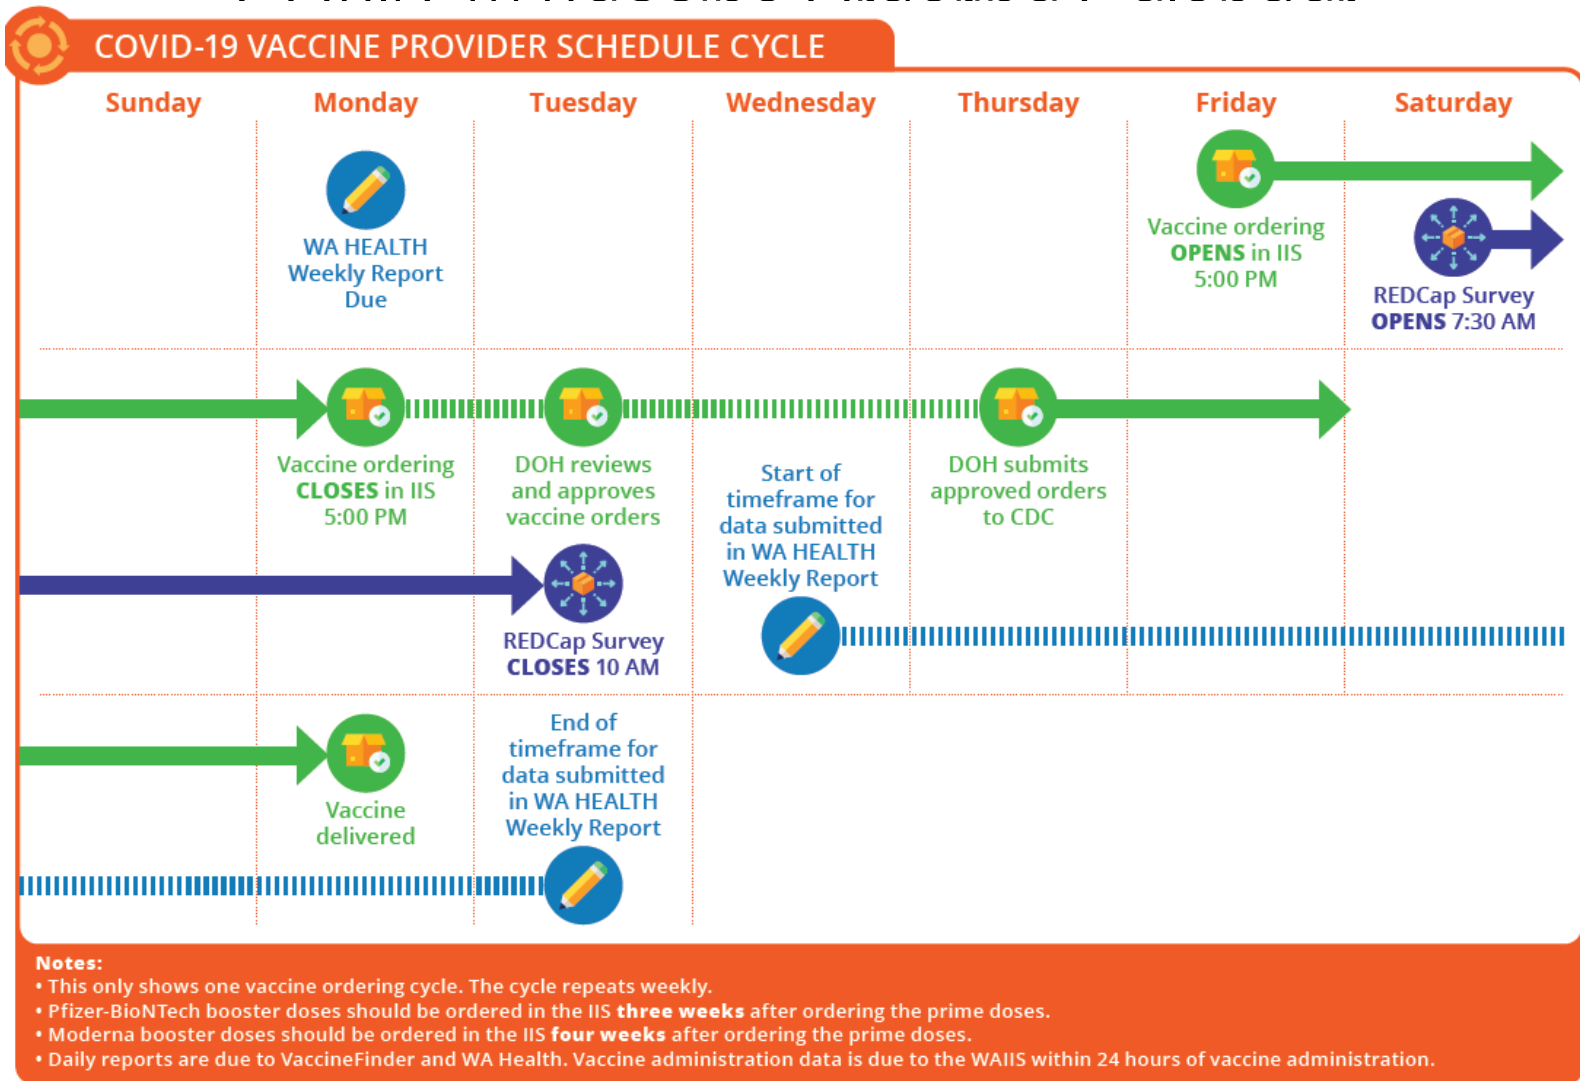 COVID-19 VACCINE PROVIDER SCHEDULE CYCLE
Sunday
Monday
Tuesday
Wednesday
Thursday
Friday
Saturday
WA HEALTH
Weekly Report
Due
Vaccine ordering
OPENS in IIS
5:00 PM
REDCap Survey
OPENS 7:30 AM
Vaccine ordering
CLOSES in IIS
5:00 PM
DOH reviews
and approves
vaccine orders
Start of
timeframe for
data submitted
in WA HEALTH
Weekly Report
DOH submits
approved orders
to CDC
REDCap Survey
CLOSES 10 AM
Vaccine
delivered
End of
timeframe for
data submitted
in WA HEALTH
Weekly Report
Notes:
• This only shows one vaccine ordering cycle. The cycle repeats weekly.
• Pfizer-BioNTech booster doses should be ordered in the IIS three weeks after ordering the prime doses.
• Moderna booster doses should be ordered in the IIS four weeks after ordering the prime doses.
• Daily reports are due to VaccineFinder and WA Health. Vaccine administration data is due to the WAIIS within 24 hours of vaccine administration.